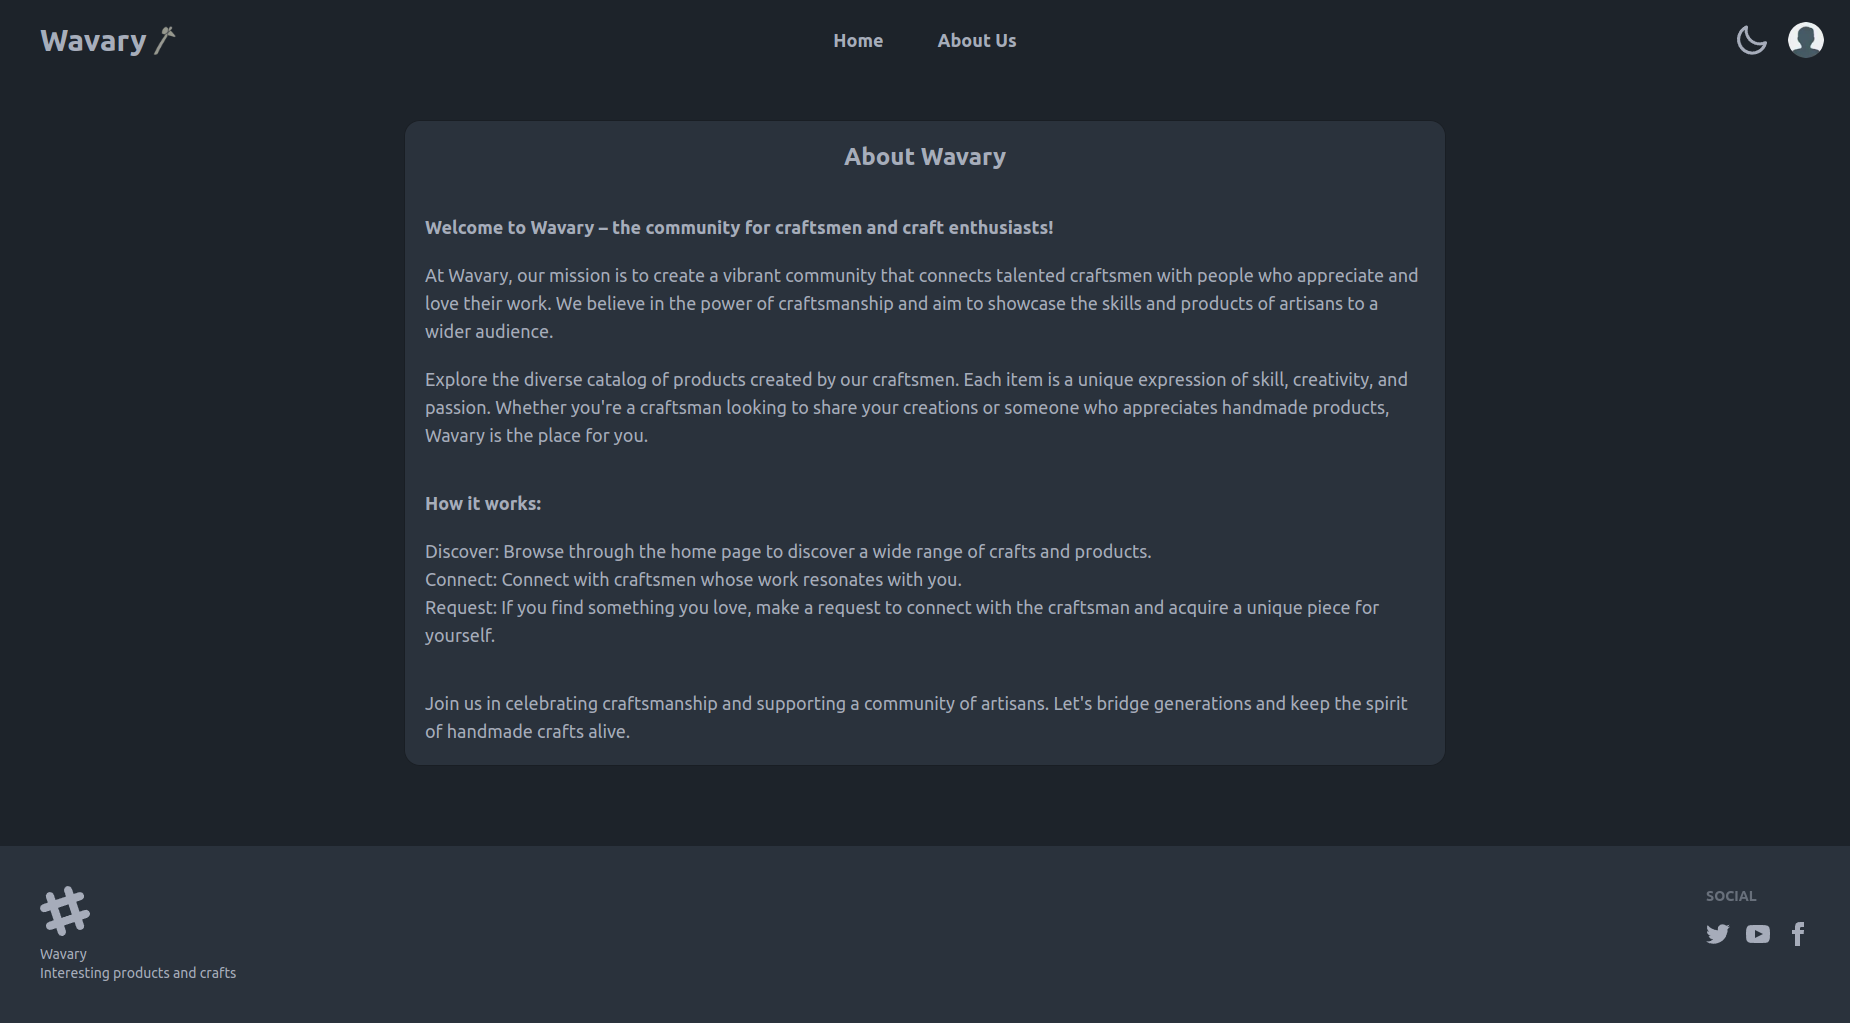 Wavary
Home
About Us
About Wavary
Welcome to Wavary – the community for craftsmen and craft enthusiasts!
At Wavary, our mission is to create a vibrant community that connects talented craftsmen with people who appreciate and
love their work. We believe in the power of craftsmanship and aim to showcase the skills and products of artisans to a
wider audience.
Explore the diverse catalog of products created by our craftsmen. Each item is a unique expression of skill, creativity, and
passion. Whether you're a craftsman looking to share your creations or someone who appreciates handmade products,
Wavary is the place for you.
How it works:
Discover: Browse through the home page to discover a wide range of crafts and products.
Connect: Connect with craftsmen whose work resonates with you.
Request: If you find something you love, make a request to connect with the craftsman and acquire a unique piece for
yourself.
Join us in celebrating craftsmanship and supporting a community of artisans. Let's bridge generations and keep the spirit
of handmade crafts alive.
Wavary
Interesting products and crafts
SOCIAL